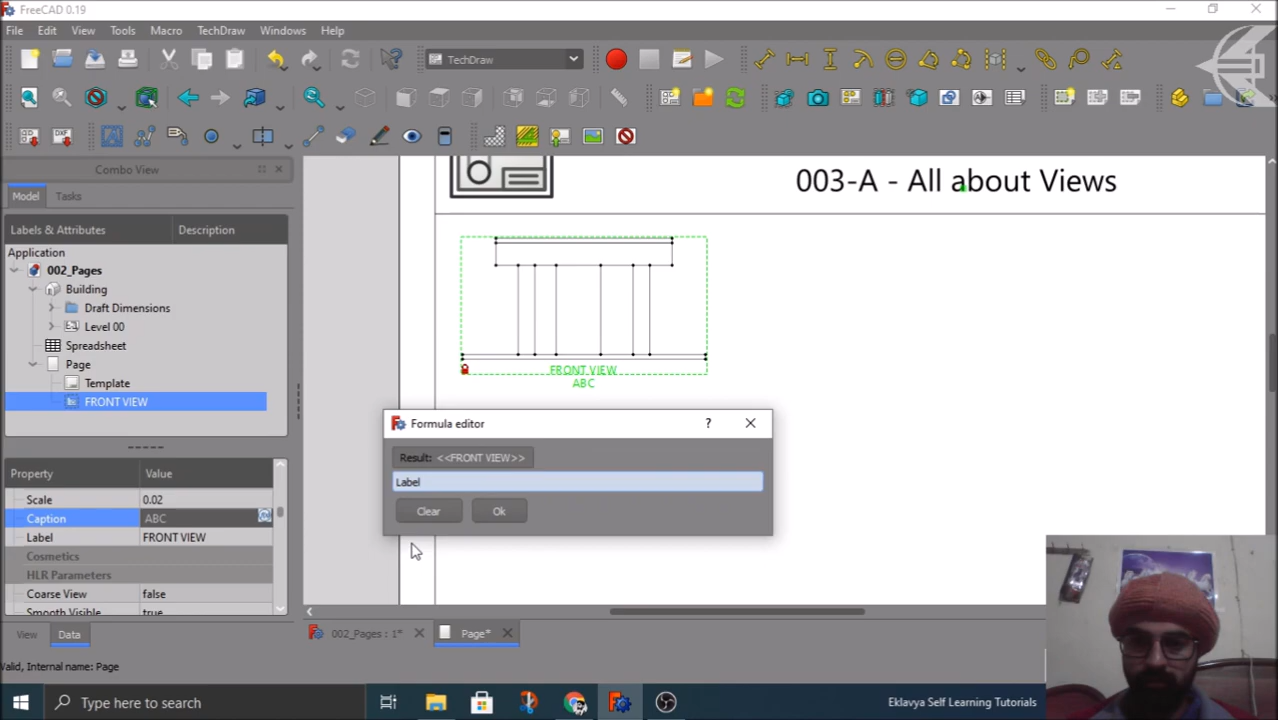 FreeCAD 0.19
File Edit View Tools Macro TechDraw Windows Help
TechDraw
Combo View
Model Tasks
Labels & Attributes Description
Application
002_Pages
Building
Draft Dimensions
Level 00
Spreadsheet
Page
Template
FRONT VIEW
Property Value
Scale 0.02
Caption ABC
Label FRONT VIEW
Cosmetics
HLR Parameters
Coarse View false
Smooth Visible true
View Data
Valid, Internal name: Page
003-A - All about Views
FRONT VIEW
ABC
Formula editor ?
Result: <<FRONT VIEW>>
Label
Clear Ok
002_Pages : 1*
Page*
Type here to search
Eklavya Self Learning Tutorials